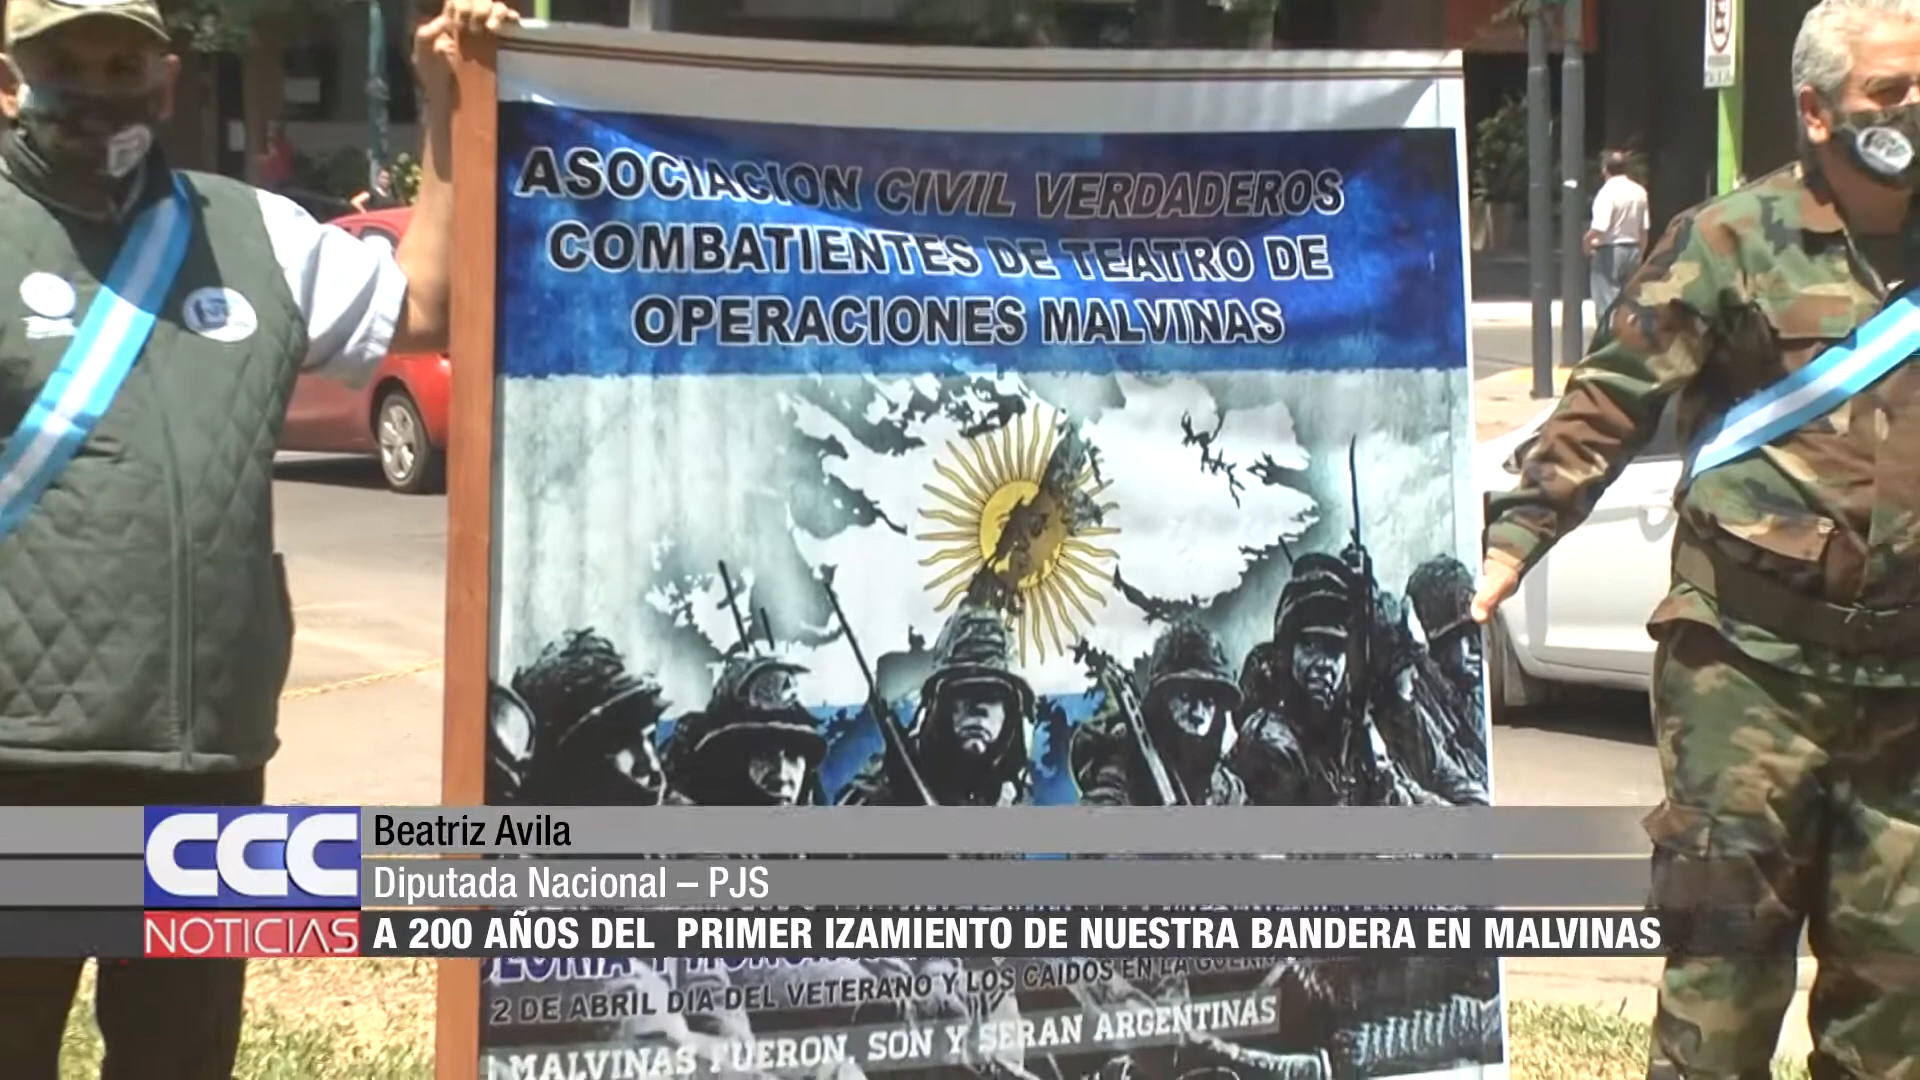 ASOCIACION CIVIL VERDADEROS
COMBATIENTES DE TEATRO DE
OPERACIONES MALVINAS
CCC
NOTICIAS
Beatriz Avila
Diputada Nacional – PJS
A 200 AÑOS DEL PRIMER IZAMIENTO DE NUESTRA BANDERA EN MALVINAS
2 DE ABRIL DIA DEL VETERANO Y LOS CAIDOS EN LA
MALVINAS FUERON, SON Y SERAN ARGENTINAS